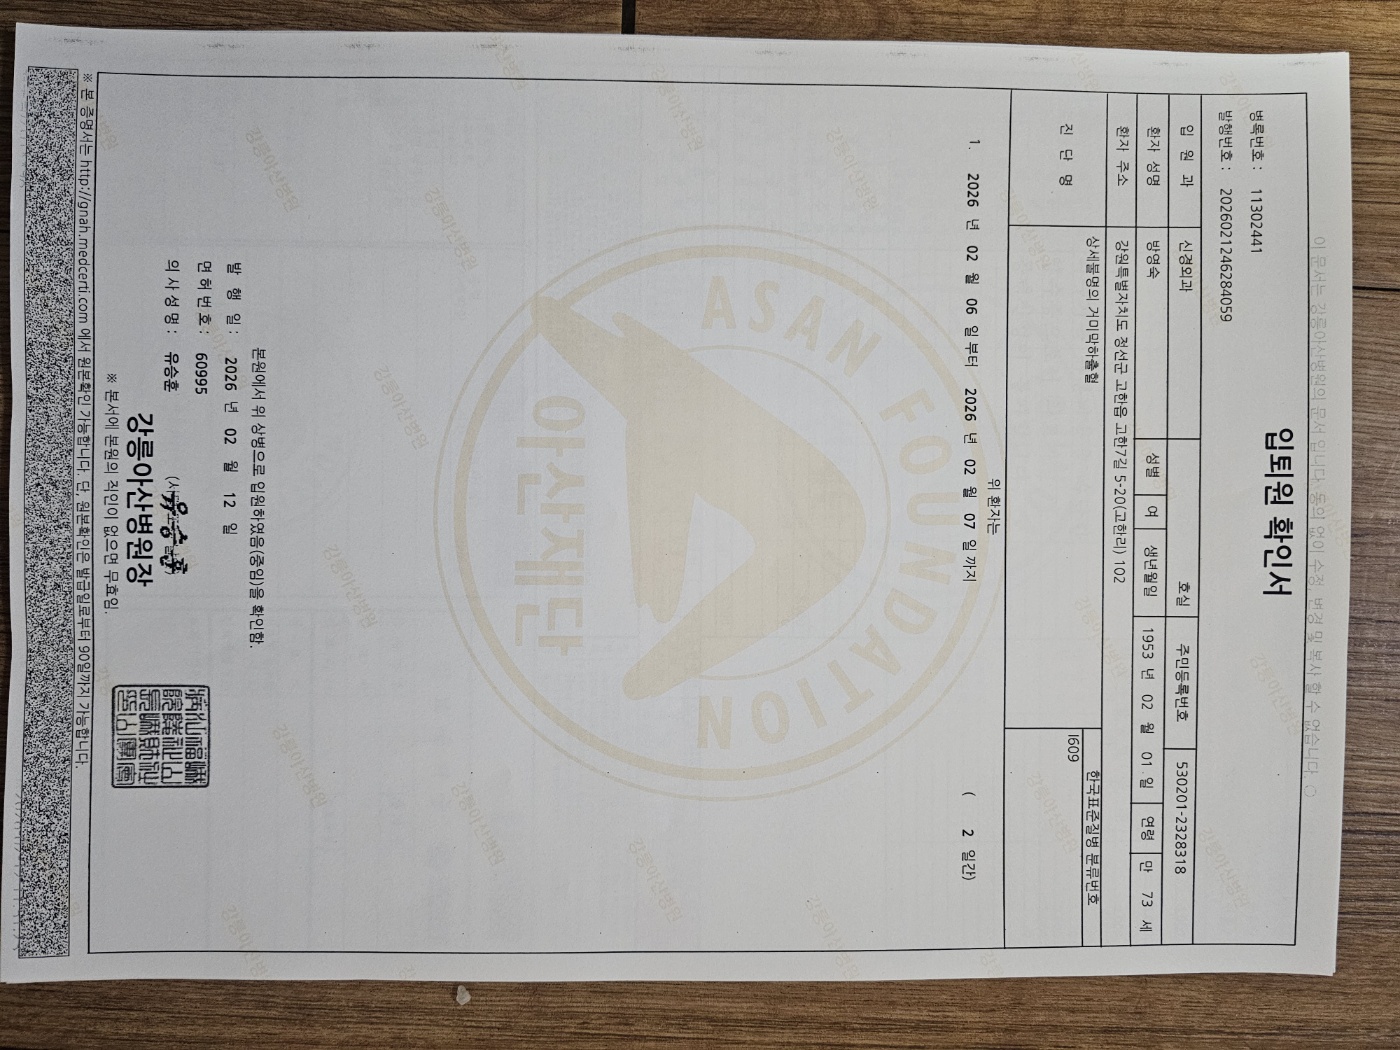 이 문서는 강릉아산병원의 문서 입니다. 동의 없이 수정, 변경 및 복사 할 수 없습니다.
입퇴원 확인서
병록번호 : 11302441
발행번호 : 2026021246284059
입 원 과 신경외과 호실 주민등록번호 530201-2328318
환자 성명 방영숙 성별 여 생년월일 1953 년 02 월 01 일 연령 만 73 세
환자 주소 강원특별자치도 정선군 고한읍 고한7길 5-20(고한리) 102
진 단 명 상세불명의 거미막하출혈 한국표준질병 분류번호
I609
위 환자는
1. 2026 년 02 월 06 일 부터 2026 년 02 월 07 일 까지 ( 2 일간)
ASAN FOUNDATION
아산재단
본원에서 위 상병으로 입원하였음(중임)을 확인함.
발 행 일 : 2026 년 02 월 12 일
면 허 번 호 : 60995
의 사 성 명 : 유승훈
강릉아산병원장
※ 본서에 본원의 직인이 없으면 무효임.
※ 본 증명서는 http://gnah.medcerti.com 에서 원본확인 가능합니다. 단, 원본확인은 발급일로부터 90일까지 가능합니다.